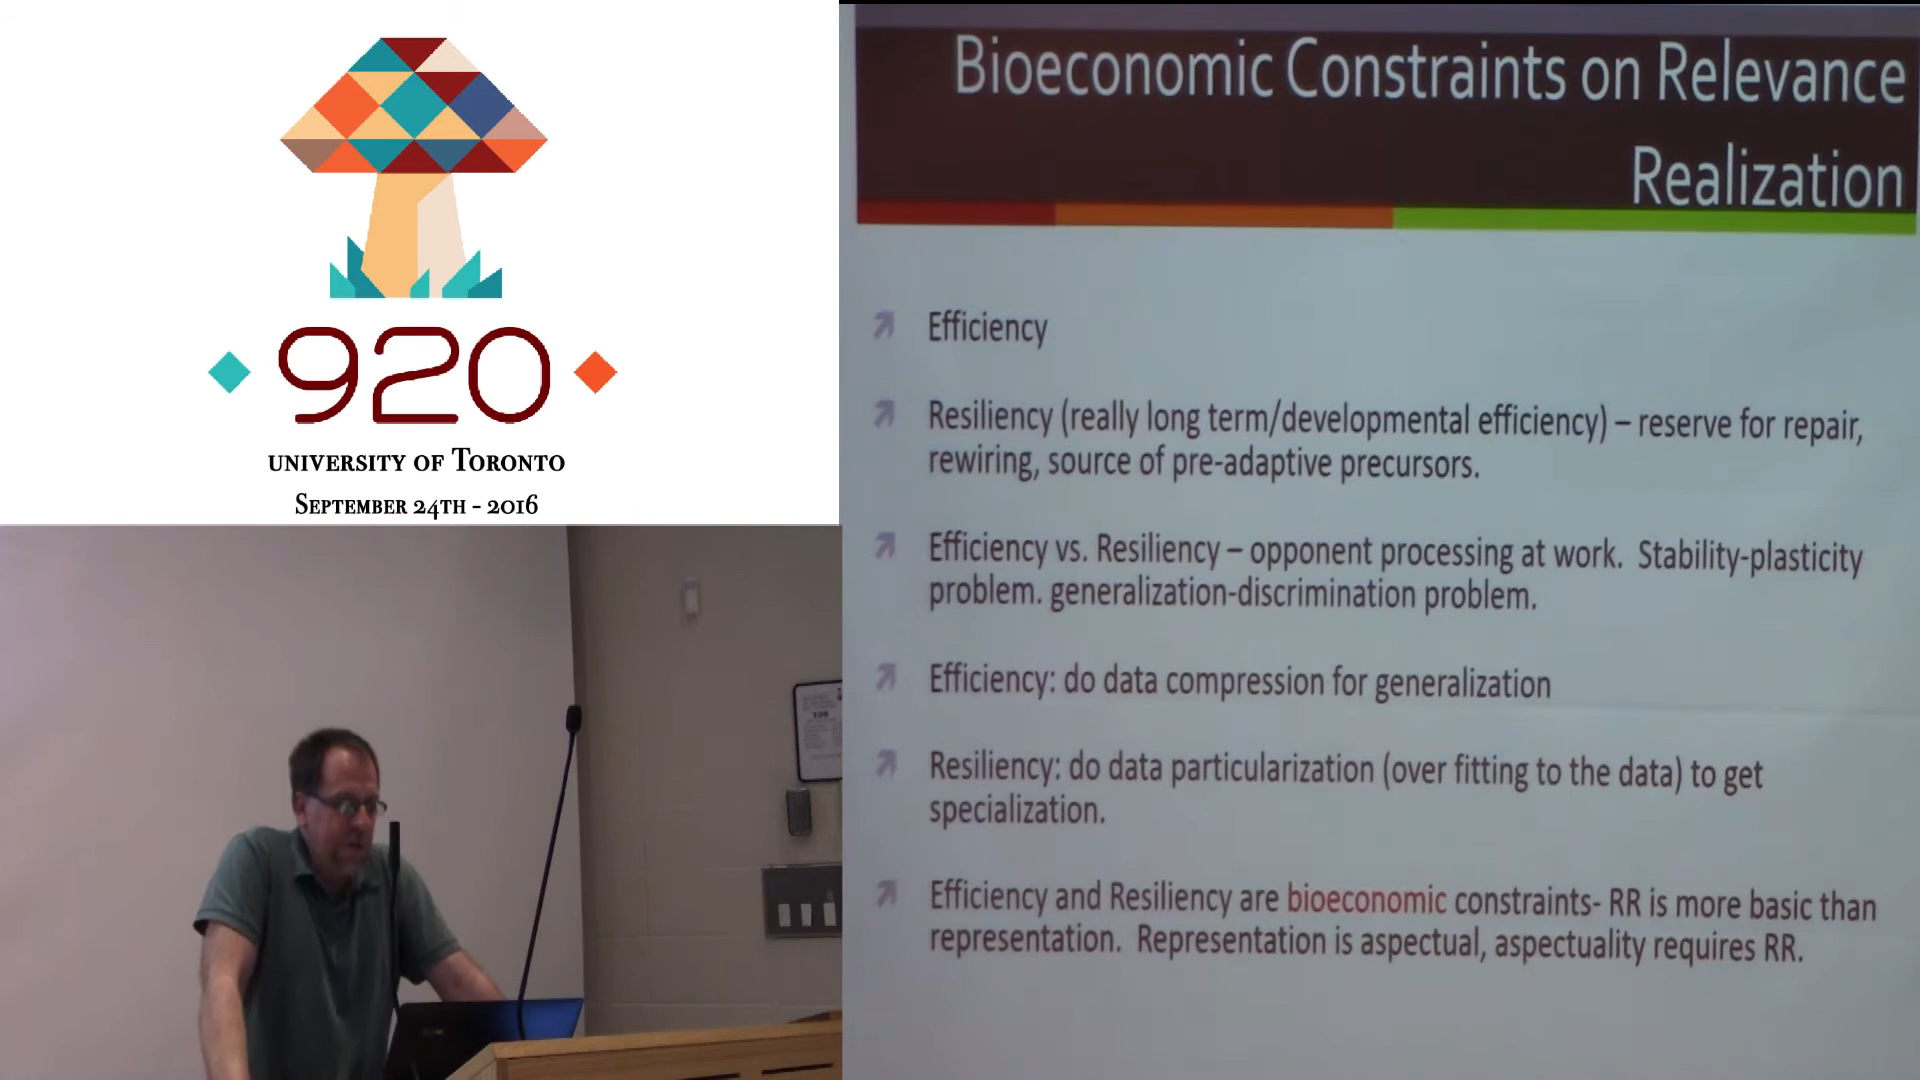 920
UNIVERSITY OF TORONTO
SEPTEMBER 24TH - 2016
Bioeconomic Constraints on Relevance
Realization
Efficiency
Resiliency (really long term/developmental efficiency) – reserve for repair,
rewiring, source of pre-adaptive precursors.
Efficiency vs. Resiliency – opponent processing at work. Stability-plasticity
problem. generalization-discrimination problem.
Efficiency: do data compression for generalization
Resiliency: do data particularization (over fitting to the data) to get
specialization.
Efficiency and Resiliency are bioeconomic constraints- RR is more basic than
representation. Representation is aspectual, aspectuality requires RR.